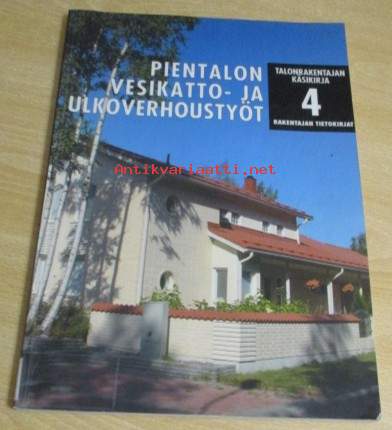 PIENTALON
VESIKATTO- JA
ULKOVERHOUSTYÖT
TALONRAKENTAJAN
KÄSIKIRJA
4
RAKENTAJAN TIETOKIRJAT
Antikvariaatti.net